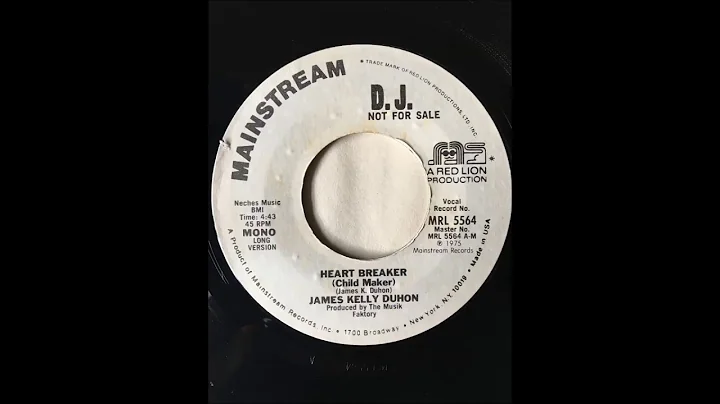 MAINSTREAM
* TRADE MARK OF RED LION PRODUCTIONS, LTD. INC.
D.J.
NOT FOR SALE
A RED LION
PRODUCTION
*
Neches Music
BMI
Time: 4:43
45 RPM
MONO
LONG
VERSION
Vocal
Record No.
MRL 5564
Master No.
MRL 5564 A-M
℗ 1975
Mainstream Records
HEART BREAKER
(Child Maker)
(James K. Duhon)
JAMES KELLY DUHON
Produced by The Musik
Faktory
A Product of Mainstream Records, Inc. • 1700 Broadway • New York, N.Y. 10019 • Made in USA